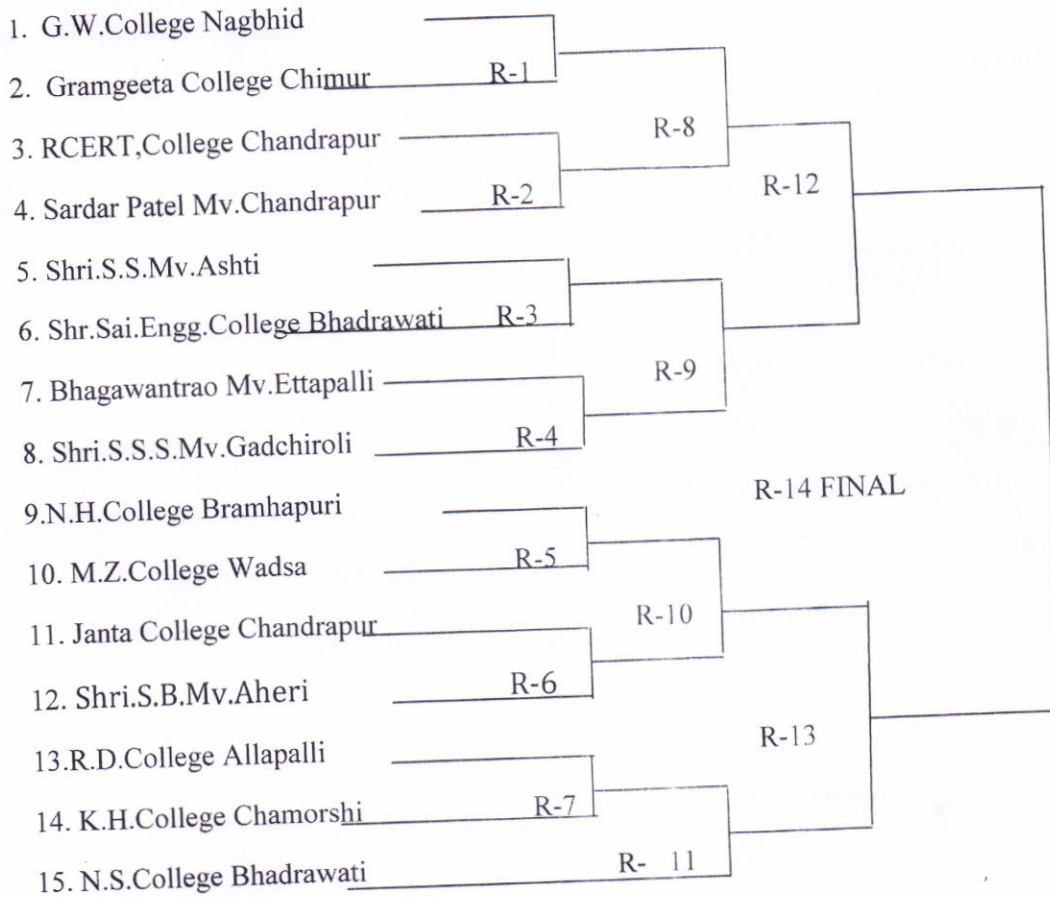 1. G.W.College Nagbhid
2. Gramgeeta College Chimur R-1
3. RCERT,College Chandrapur R-8
4. Sardar Patel Mv.Chandrapur R-2 R-12
5. Shri.S.S.Mv.Ashti
6. Shr.Sai.Engg.College Bhadrawati R-3
7. Bhagawantrao Mv.Ettapalli R-9
8. Shri.S.S.S.Mv.Gadchiroli R-4
R-14 FINAL
9.N.H.College Bramhapuri
10. M.Z.College Wadsa R-5
11. Janta College Chandrapur R-10
12. Shri.S.B.Mv.Aheri R-6
13.R.D.College Allapalli R-13
14. K.H.College Chamorshi R-7
15. N.S.College Bhadrawati R- 11